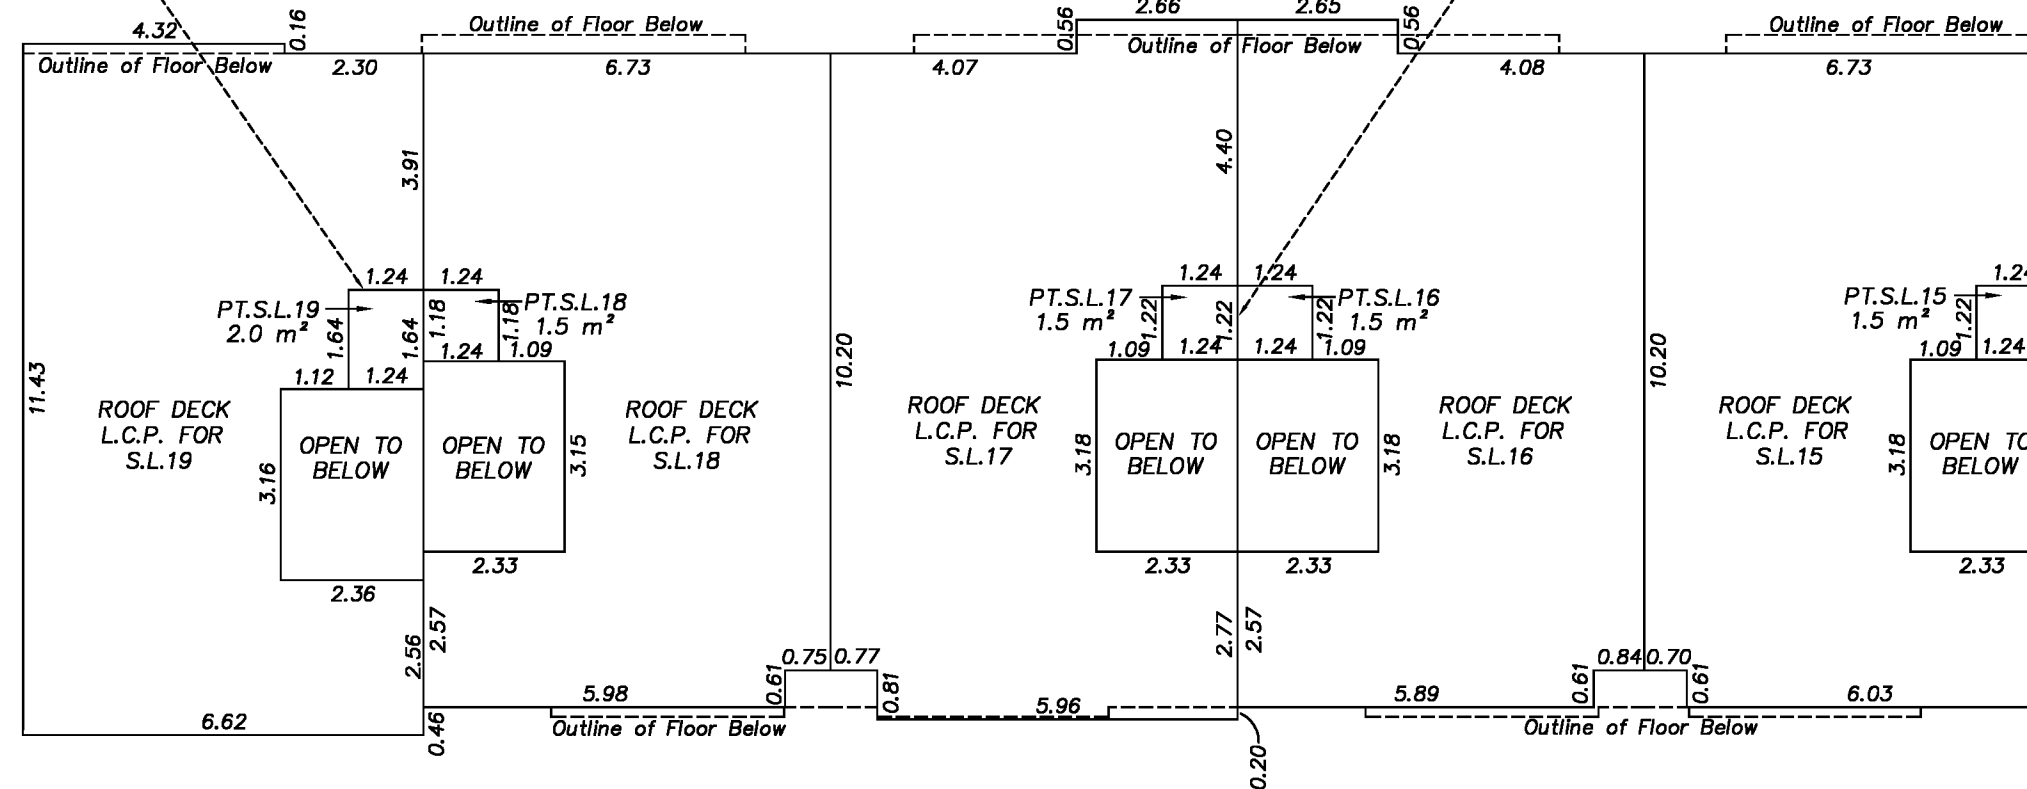 2.66
2.65
4.32
0.16
Outline of Floor Below
0.56
0.56
Outline of Floor Below
Outline of Floor Below
Outline of Floor Below
2.30
6.73
4.07
4.08
6.73
3.91
4.40
1.24
1.24
1.24
1.24
1.24
PT.S.L.19
2.0 m²
PT.S.L.18
1.5 m²
PT.S.L.17
1.5 m²
PT.S.L.16
1.5 m²
PT.S.L.15
1.5 m²
1.64
1.64
1.18
1.18
1.22
1.22
1.22
1.22
1.12
1.24
1.24
1.09
1.09
1.24
1.24
1.09
1.09
1.24
11.43
10.20
10.20
ROOF DECK
L.C.P. FOR
S.L.19
OPEN TO
BELOW
OPEN TO
BELOW
ROOF DECK
L.C.P. FOR
S.L.18
ROOF DECK
L.C.P. FOR
S.L.17
OPEN TO
BELOW
OPEN TO
BELOW
ROOF DECK
L.C.P. FOR
S.L.16
ROOF DECK
L.C.P. FOR
S.L.15
OPEN TO
BELOW
3.16
3.15
3.18
3.18
3.18
2.36
2.33
2.33
2.33
2.33
2.56
2.57
2.77
2.57
0.75
0.77
0.84
0.70
0.61
0.81
0.61
0.61
6.62
5.98
5.96
5.89
6.03
0.46
Outline of Floor Below
0.20
Outline of Floor Below